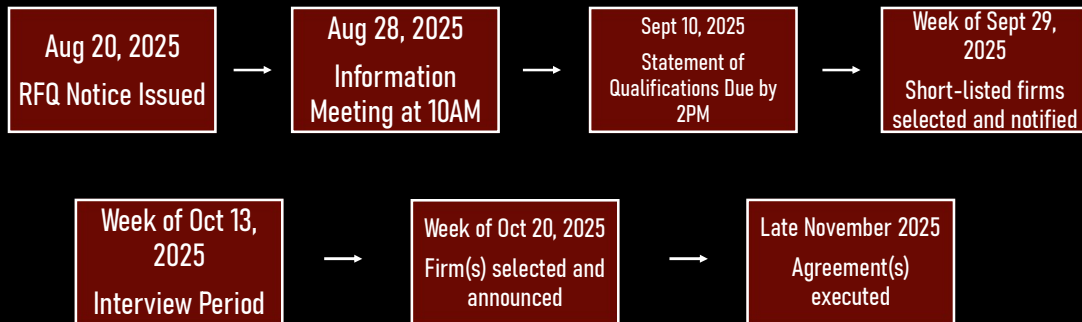 Aug 20, 2025
RFQ Notice Issued
Aug 28, 2025
Information
Meeting at 10AM
Sept 10, 2025
Statement of
Qualifications Due by
2PM
Week of Sept 29,
2025
Short-listed firms
selected and notified
Week of Oct 13,
2025
Interview Period
Week of Oct 20, 2025
Firm(s) selected and
announced
Late November 2025
Agreement(s)
executed